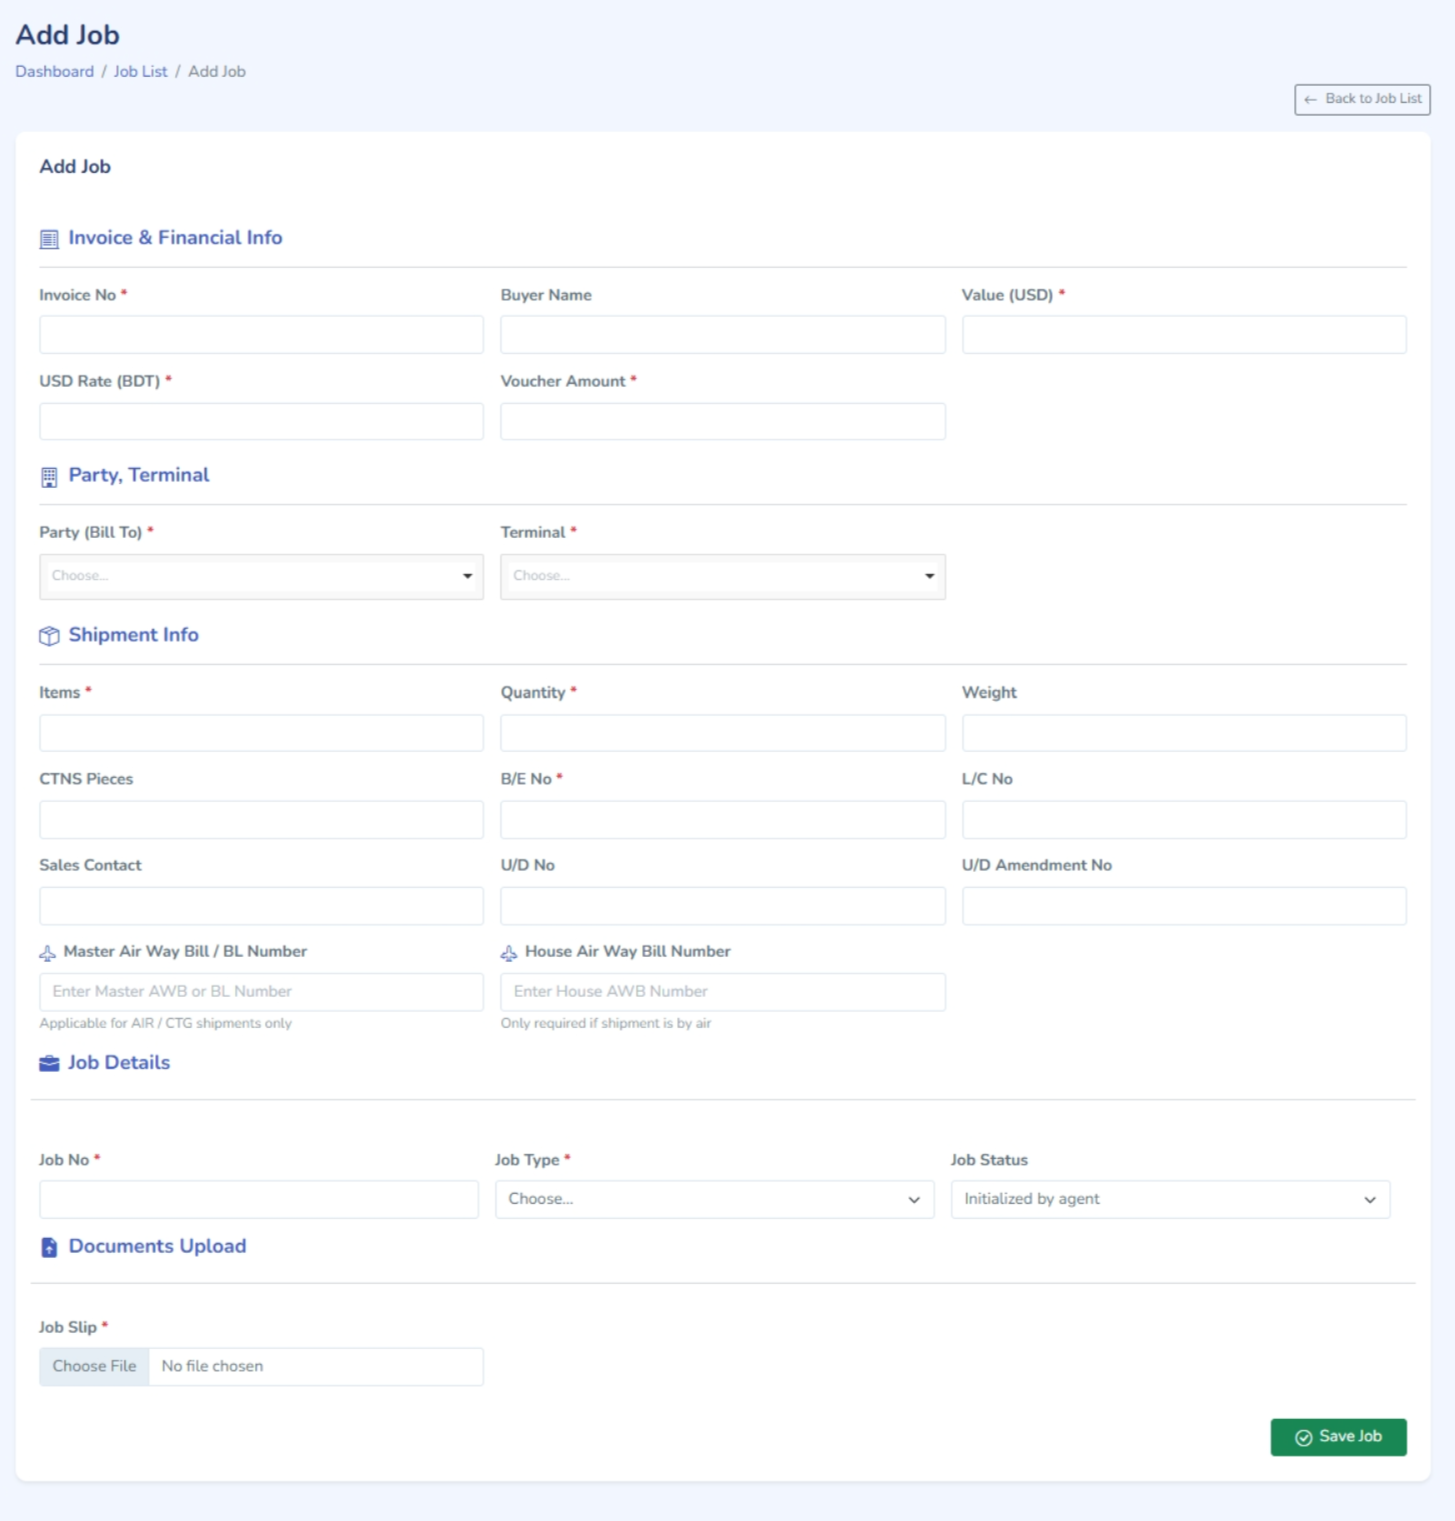 Add Job
Dashboard / Job List / Add Job
← Back to Job List
Add Job
Invoice & Financial Info
Invoice No * Buyer Name Value (USD) *
USD Rate (BDT) * Voucher Amount *
Party, Terminal
Party (Bill To) * Terminal *
Choose... Choose...
Shipment Info
Items * Quantity * Weight
CTNS Pieces B/E No * L/C No
Sales Contact U/D No U/D Amendment No
Master Air Way Bill / BL Number House Air Way Bill Number
Enter Master AWB or BL Number Enter House AWB Number
Applicable for AIR / CTG shipments only Only required if shipment is by air
Job Details
Job No * Job Type * Job Status
Choose... Initialized by agent
Documents Upload
Job Slip *
Choose File No file chosen
Save Job